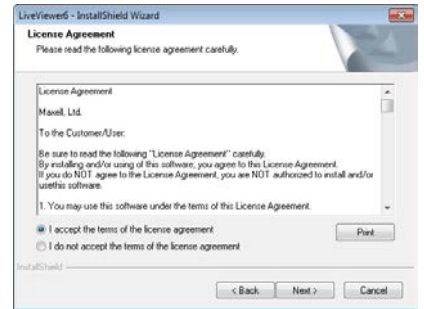 LiveViewer6 - InstallShield Wizard
License Agreement
Please read the following license agreement carefully.
License Agreement
Maxell, Ltd.
To the Customer/User:
Be sure to read the following "License Agreement" carefully.
By installing and/or using of this software, you agree to this License Agreement.
If you do NOT agree to the License Agreement, you are NOT authorized to install and/or
usethis software.
1. You may use this software under the terms of this License Agreement.
I accept the terms of the license agreement
Print
I do not accept the terms of the license agreement
InstallShield
< Back
Next >
Cancel